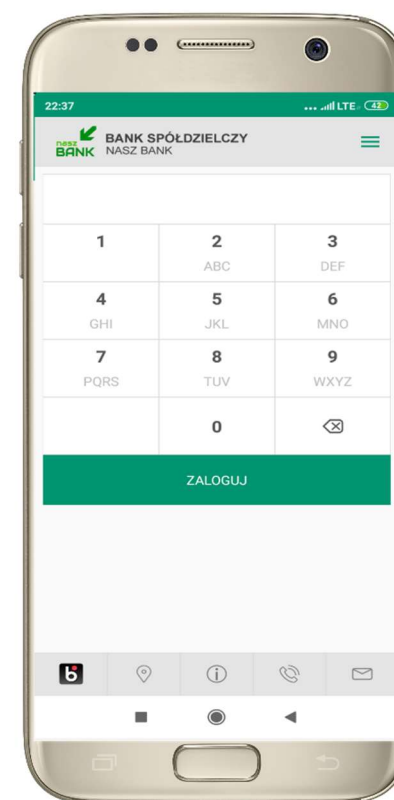 22:37
... LTE 42
nasz
BANK
BANK SPÓŁDZIELCZY
NASZ BANK
1 2 3
ABC DEF
4 5 6
GHI JKL MNO
7 8 9
PQRS TUV WXYZ
0
ZALOGUJ
b